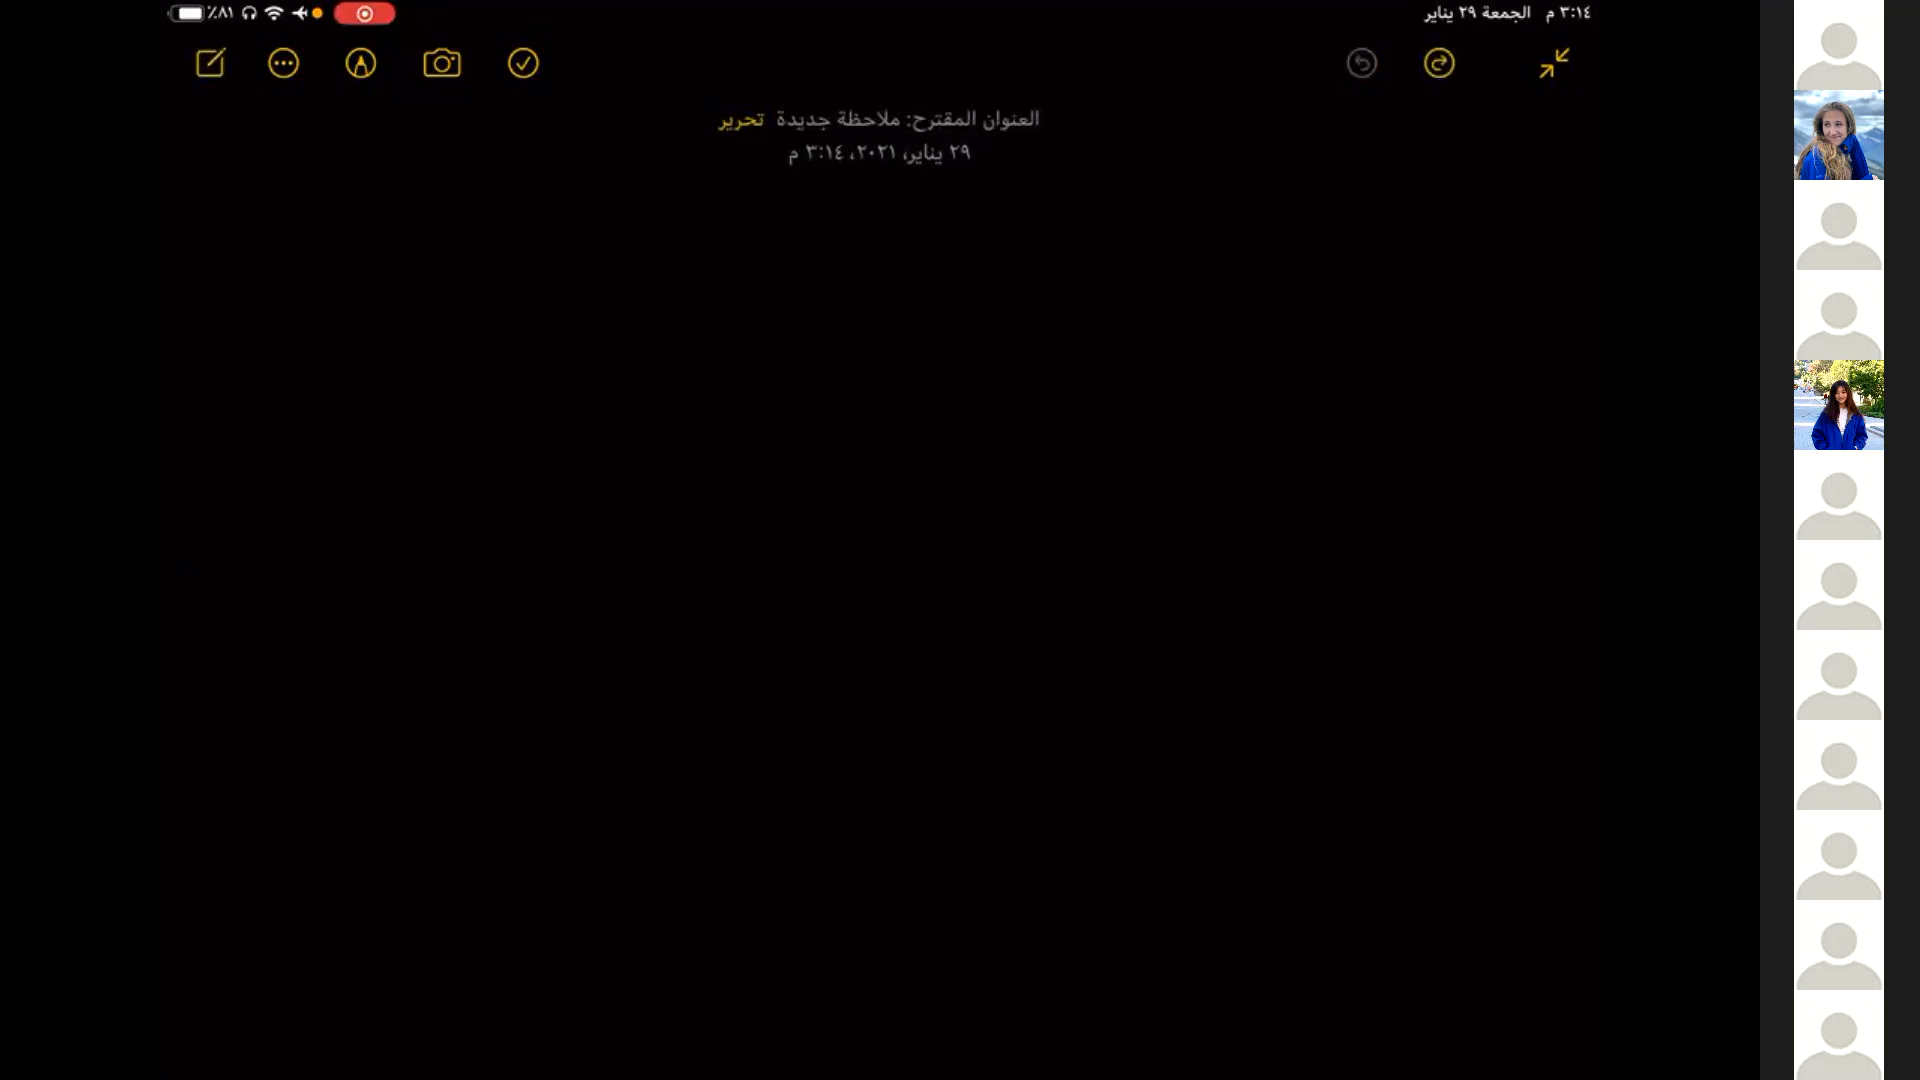 ٣:١٤ م الجمعة ٢٩ يناير
٪٨١
العنوان المقترح: ملاحظة جديدة تحرير
٢٩ يناير، ٢٠٢١، ٣:١٤ م